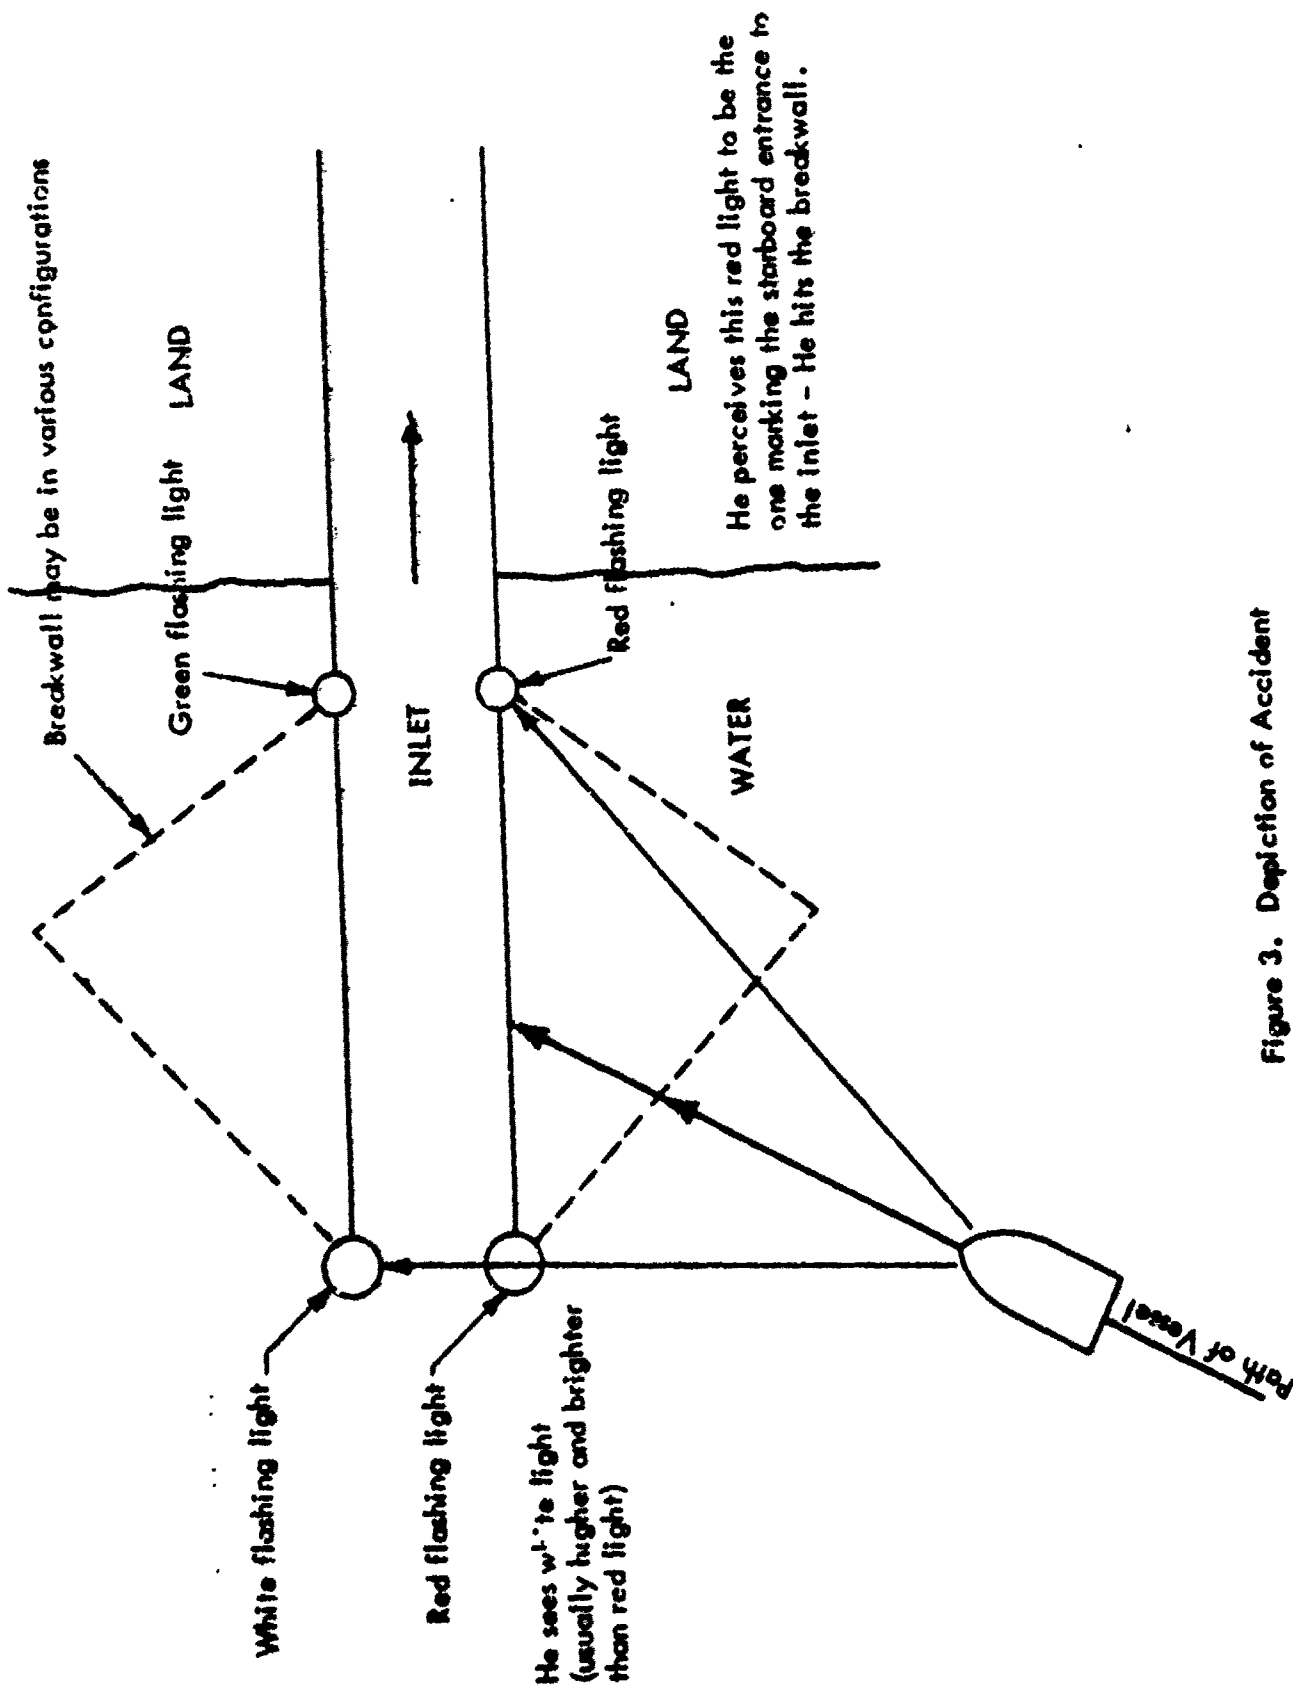 Breakwall may be in various configurations
Green flashing light
LAND
White flashing light
INLET
Red flashing light
Red flashing light
LAND
He sees light
(usually higher and brighter
than red light)
WATER
He perceives this red light to be the
one marking the starboard entrance to
the inlet - He hits the breakwall.
Path of Vessel
Figure 3. Depiction of Accident